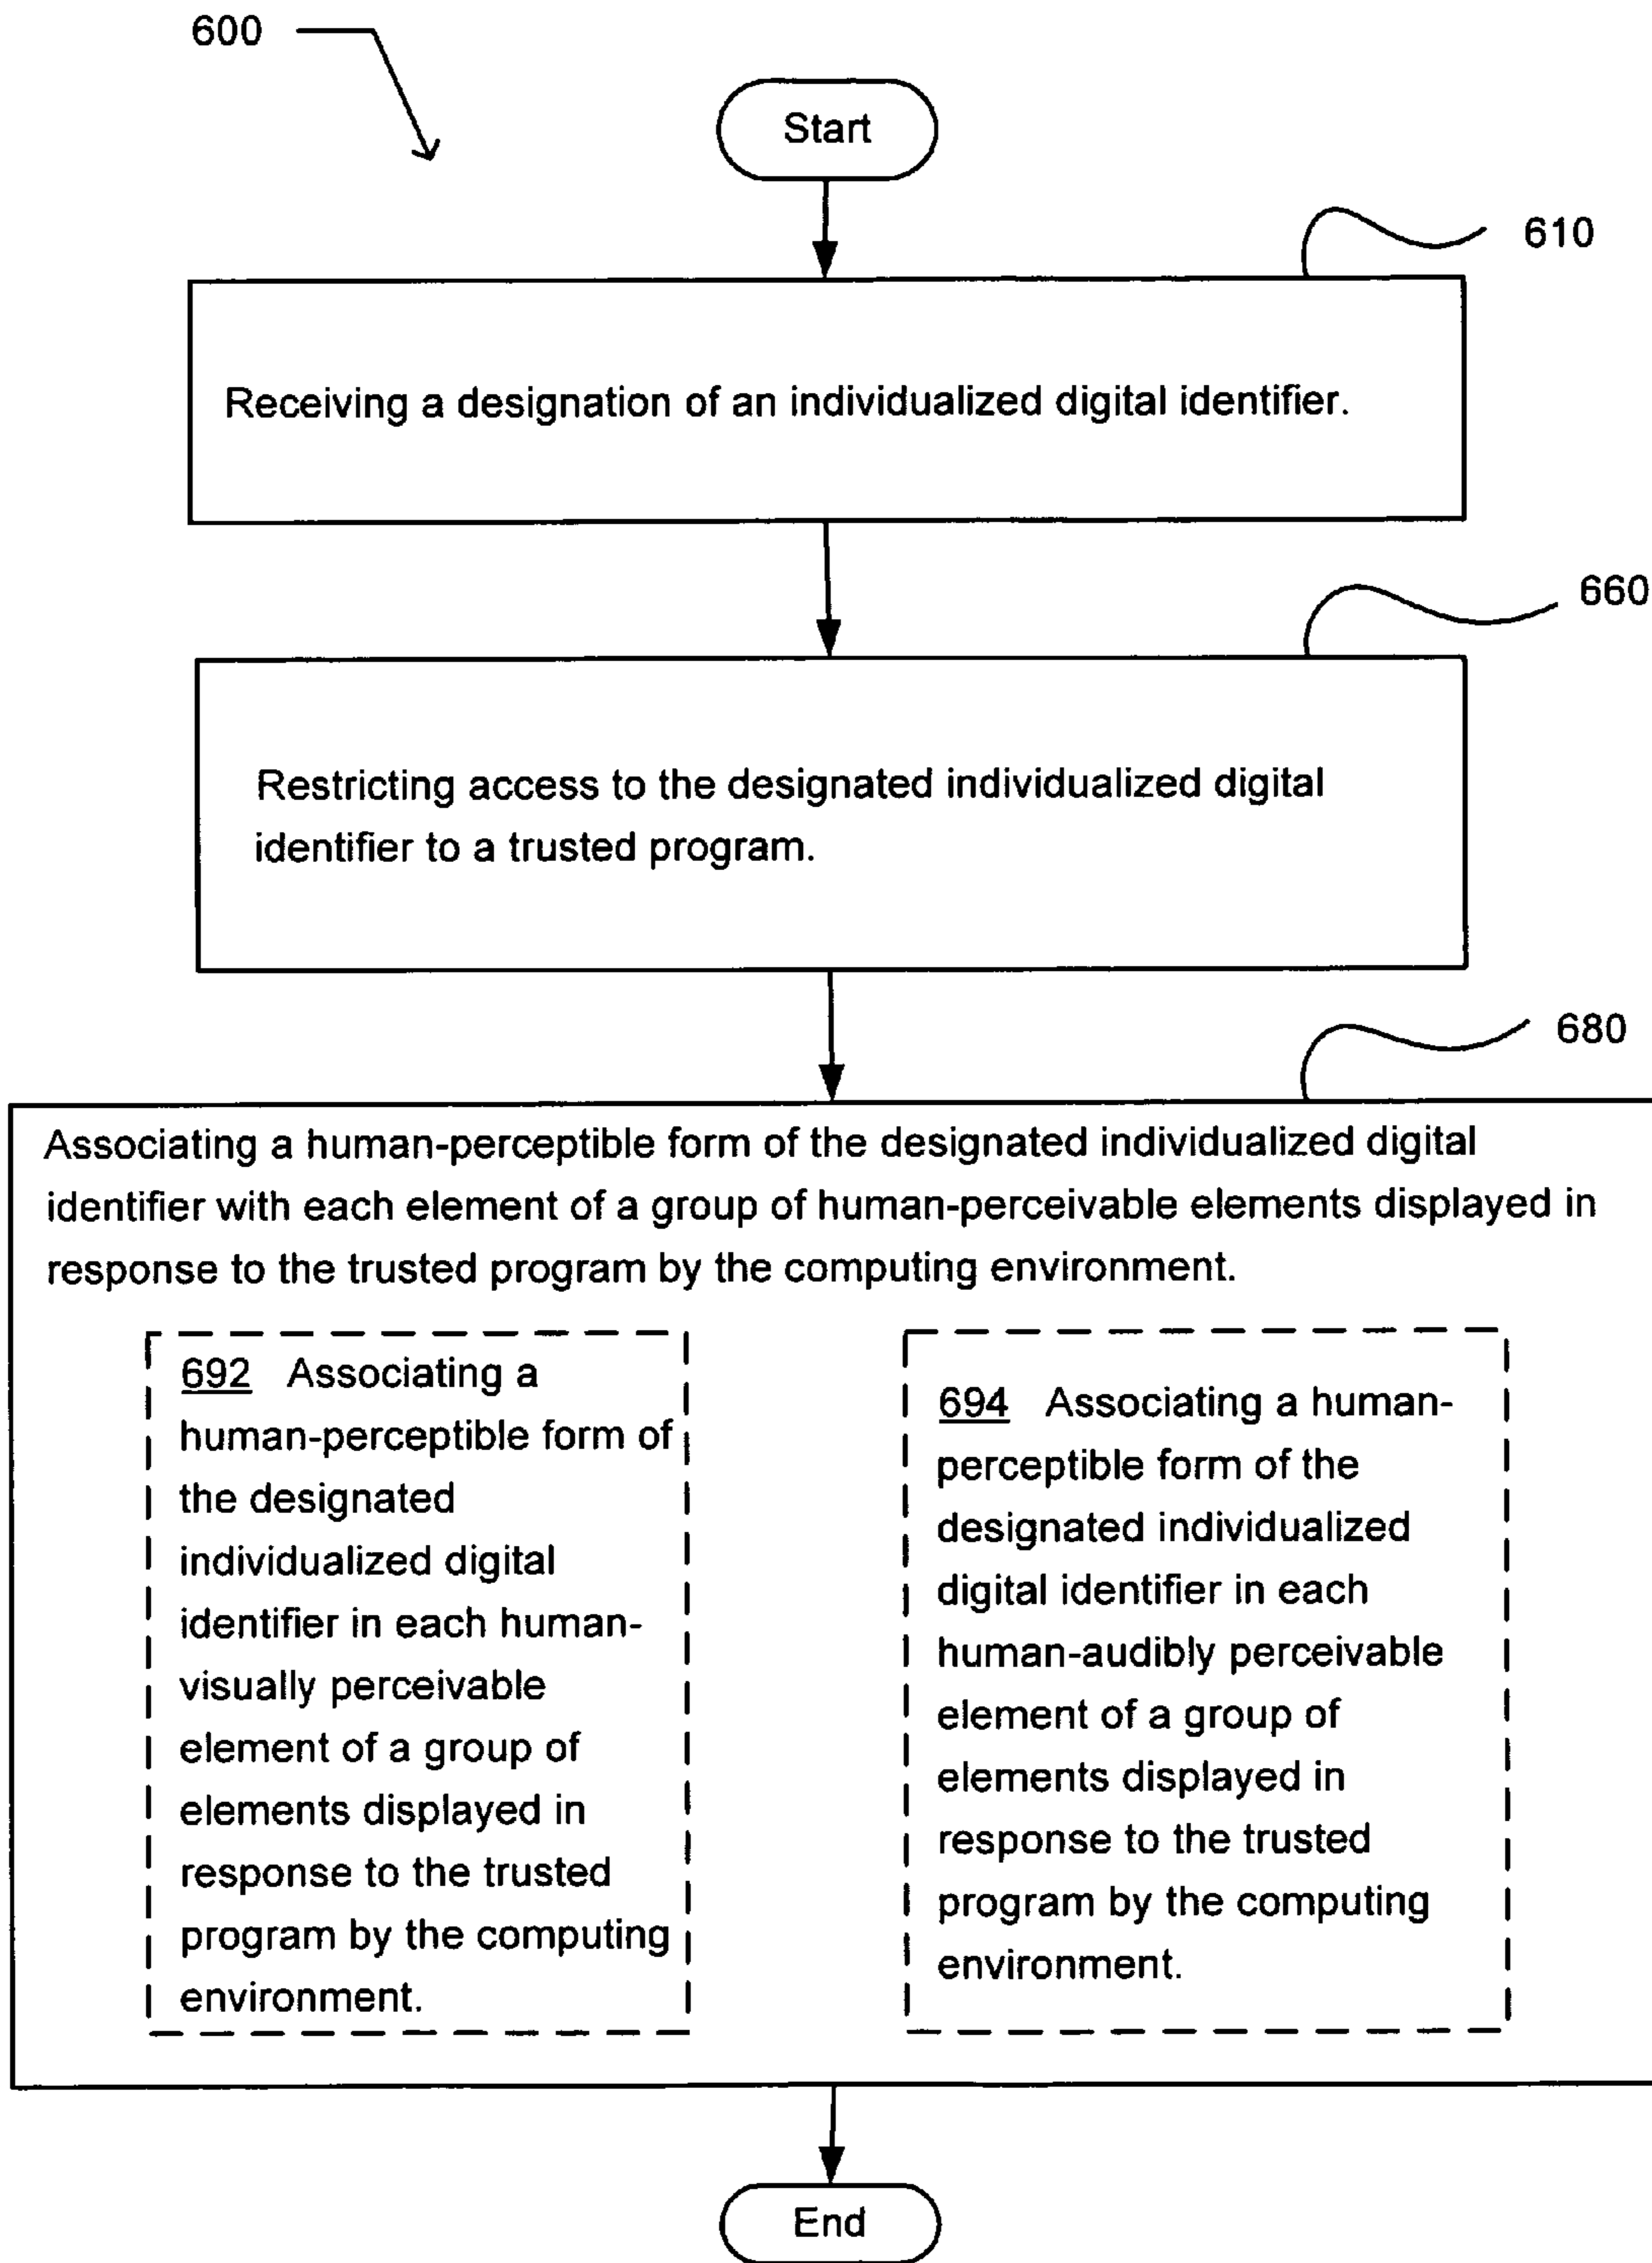 600
Start
610
Receiving a designation of an individualized digital identifier.
660
Restricting access to the designated individualized digital
identifier to a trusted program.
680
Associating a human-perceptible form of the designated individualized digital
identifier with each element of a group of human-perceivable elements displayed in
response to the trusted program by the computing environment.
692 Associating a
human-perceptible form of
the designated
individualized digital
identifier in each human-
visually perceivable
element of a group of
elements displayed in
response to the trusted
program by the computing
environment.
694 Associating a human-
perceptible form of the
designated individualized
digital identifier in each
human-audibly perceivable
element of a group of
elements displayed in
response to the trusted
program by the computing
environment.
End